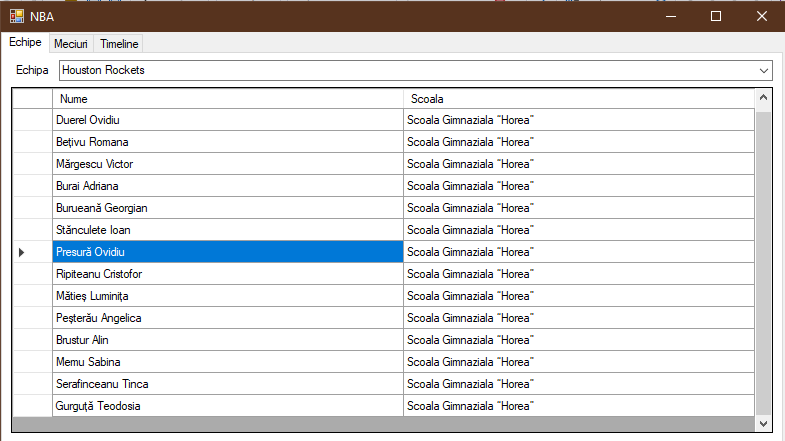 NBA
Echipe Meciuri Timeline
Echipa Houston Rockets
Nume Scoala
Duerel Ovidiu Scoala Gimnaziala "Horea"
Bețivu Romana Scoala Gimnaziala "Horea"
Mărgescu Victor Scoala Gimnaziala "Horea"
Burai Adriana Scoala Gimnaziala "Horea"
Burueană Georgian Scoala Gimnaziala "Horea"
Stănculete Ioan Scoala Gimnaziala "Horea"
Presură Ovidiu Scoala Gimnaziala "Horea"
Ripiteanu Cristofor Scoala Gimnaziala "Horea"
Mătieș Luminița Scoala Gimnaziala "Horea"
Peșterău Angelica Scoala Gimnaziala "Horea"
Brustur Alin Scoala Gimnaziala "Horea"
Memu Sabina Scoala Gimnaziala "Horea"
Serafinceanu Tinca Scoala Gimnaziala "Horea"
Gurguță Teodosia Scoala Gimnaziala "Horea"